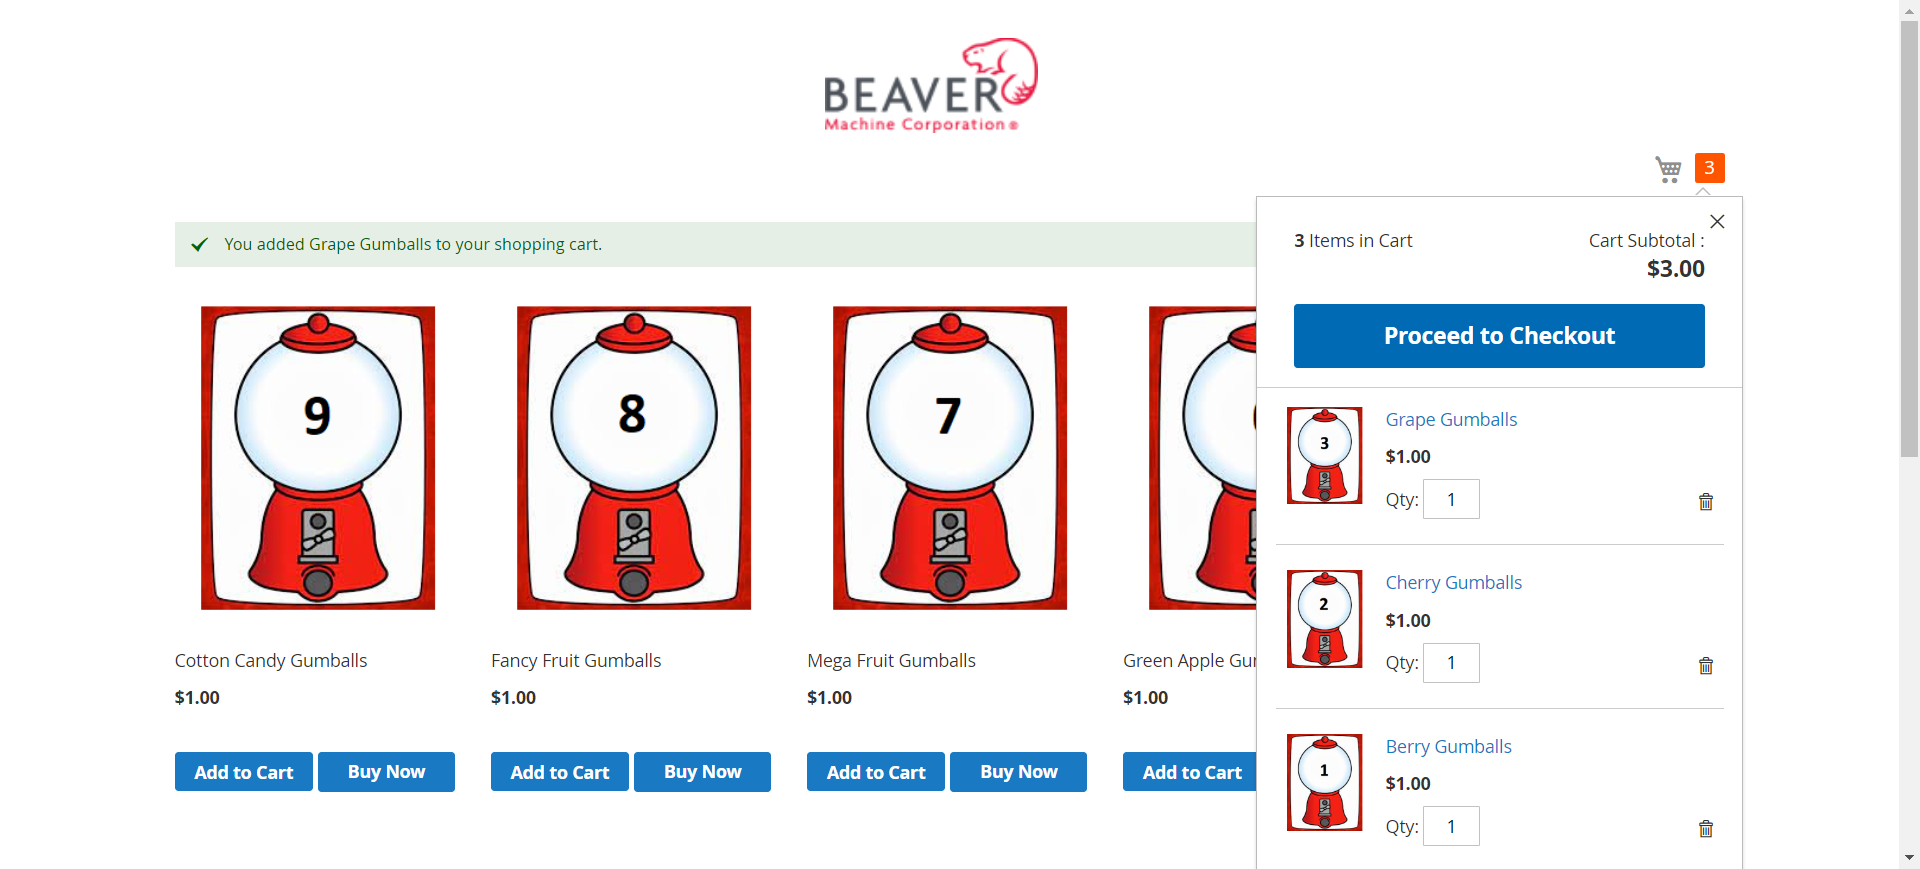 BEAVER
Machine Corporation ®
3
You added Grape Gumballs to your shopping cart.
3 Items in Cart
Cart Subtotal :
$3.00
Proceed to Checkout
9
8
7
Cotton Candy Gumballs
$1.00
Add to Cart
Buy Now
Fancy Fruit Gumballs
$1.00
Add to Cart
Buy Now
Mega Fruit Gumballs
$1.00
Add to Cart
Buy Now
Green Apple Gu
$1.00
Add to Cart
3
Grape Gumballs
$1.00
Qty: 1
2
Cherry Gumballs
$1.00
Qty: 1
1
Berry Gumballs
$1.00
Qty: 1